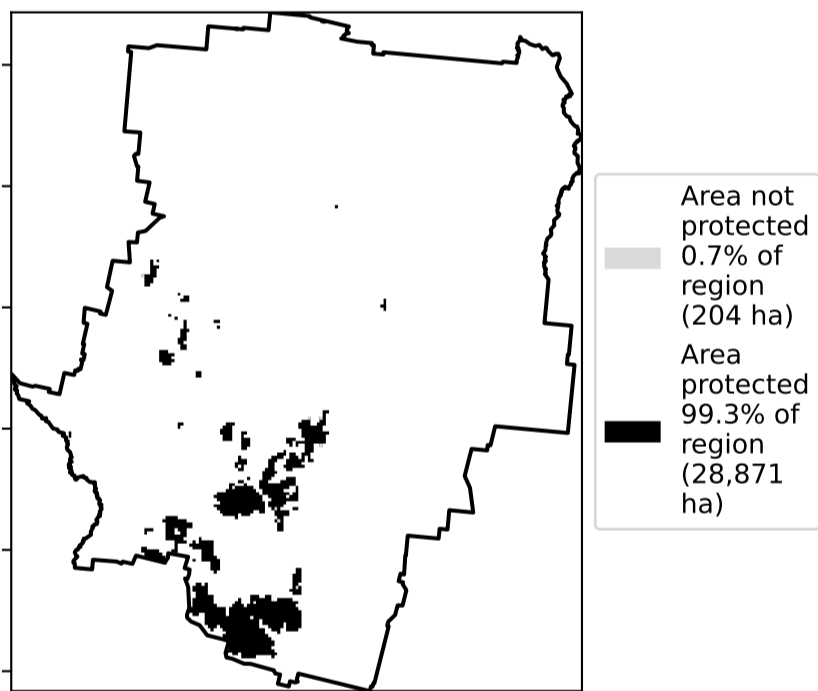 Area not
protected
0.7% of
region
(204 ha)
Area
protected
99.3% of
region
(28,871
ha)